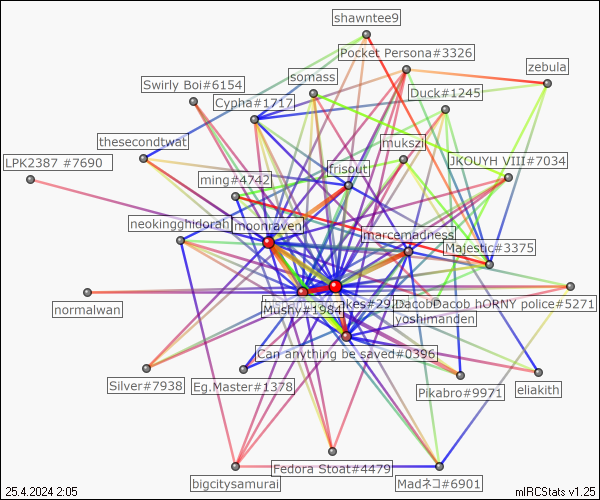 shawntee9
Pocket Persona#3326
zebula
somass
Swirly Boi#6154
Duck#1245
Cypha#1717
thesecondtwat
mukszi
LPK2387 #7690
JKOUYH VIII#7034
frisout
ming#4742
neokingghidorah
moonraven
marcemadness
Majestic#3375
DacobDacob hORNY police#5271
normalwan
Mushy#1984
yoshimanden
Can anything be saved#0396
Silver#7938
Eg.Master#1378
Pikabro#9971
eliakith
Fedora Stoat#4479
bigcitysamurai
Madネコ#6901
25.4.2024 2:05
mIRCStats v1.25